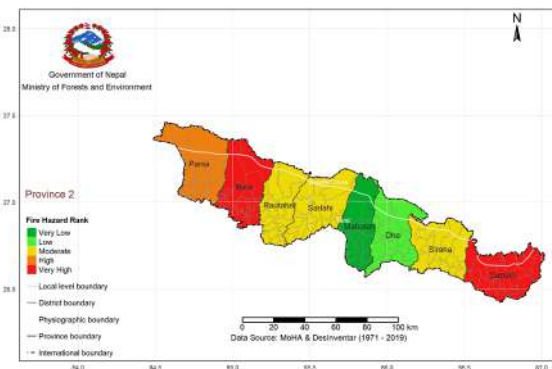 N
Government of Nepal
Ministry of Forests and Environment
Parsa
Bara
Rautahat
Sarlahi
Mahottari
Dha
Siraha
Saptari
Province 2
Fire Hazard Rank
Very Low
Low
Moderate
High
Very High
Local level boundary
District boundary
Physiographic boundary
Province boundary
International boundary
0 20 40 60 80 100 km
Data Source: MoHA & DesInventar (1971 - 2019)